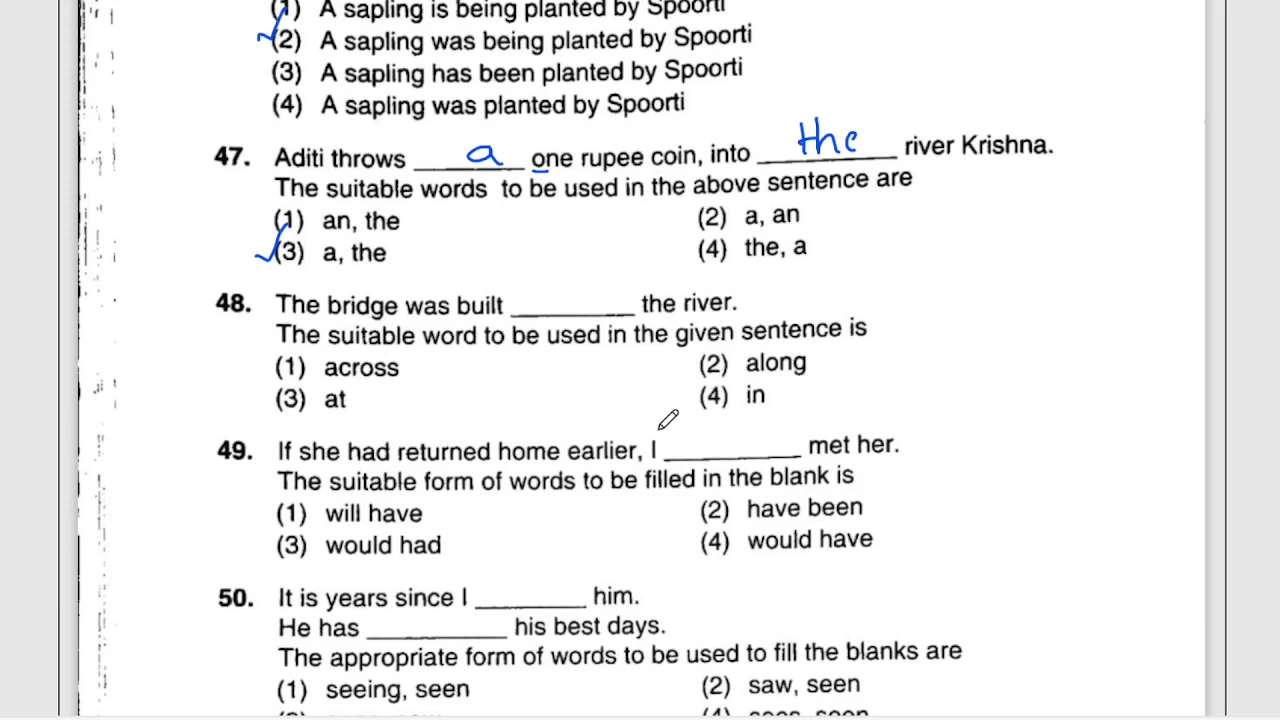 (1) A sapling is being planted by Spoorti
(2) A sapling was being planted by Spoorti
(3) A sapling has been planted by Spoorti
(4) A sapling was planted by Spoorti
47. Aditi throws a one rupee coin, into the river Krishna.
The suitable words to be used in the above sentence are
(1) an, the (2) a, an
(3) a, the (4) the, a
48. The bridge was built ________ the river.
The suitable word to be used in the given sentence is
(1) across (2) along
(3) at (4) in
49. If she had returned home earlier, I ________ met her.
The suitable form of words to be filled in the blank is
(1) will have (2) have been
(3) would had (4) would have
50. It is years since I ________ him.
He has ________ his best days.
The appropriate form of words to be used to fill the blanks are
(1) seeing, seen (2) saw, seen